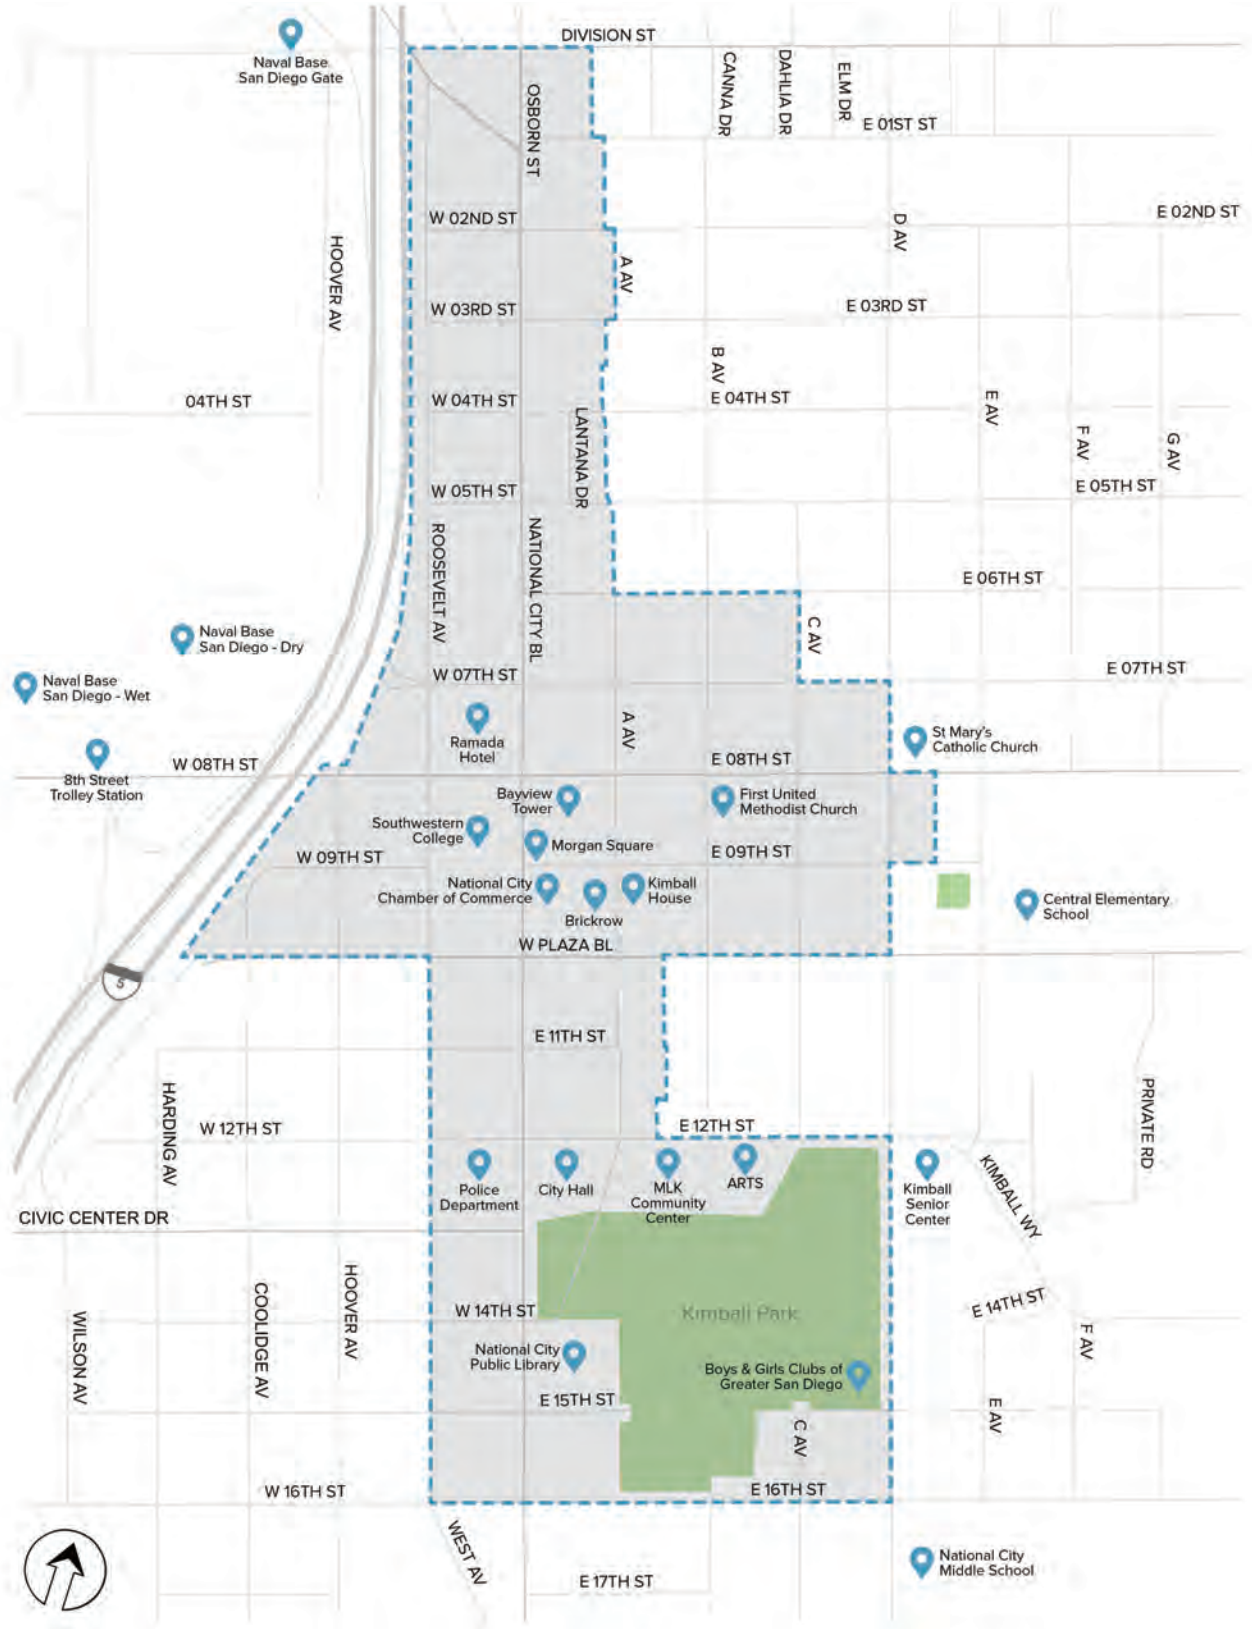 DIVISION ST
Naval Base
San Diego Gate
CANNA DR
DAHLIA DR
ELM DR
OSBORN ST
E 01ST ST
W 02ND ST
E 02ND ST
D AV
HOOVER AV
A AV
W 03RD ST
E 03RD ST
B AV
04TH ST
W 04TH ST
E 04TH ST
E AV
LANTANA DR
F AV
G AV
W 05TH ST
E 05TH ST
ROOSEVELT AV
NATIONAL CITY BL
E 06TH ST
C AV
Naval Base
San Diego - Dry
W 07TH ST
E 07TH ST
Naval Base
San Diego - Wet
A AV
Ramada
Hotel
St Mary's
Catholic Church
W 08TH ST
E 08TH ST
8th Street
Trolley Station
Bayview
Tower
First United
Methodist Church
Southwestern
College
Morgan Square
W 09TH ST
E 09TH ST
National City
Chamber of Commerce
Kimball
House
Brickrow
Central Elementary
School
W PLAZA BL
5
E 11TH ST
HARDING AV
PRIVATE RD
W 12TH ST
E 12TH ST
KIMBALL WY
Police
Department
City Hall
MLK
Community
Center
ARTS
Kimball
Senior
Center
CIVIC CENTER DR
HOOVER AV
COOLIDGE AV
WILSON AV
W 14TH ST
Kimball Park
E 14TH ST
F AV
National City
Public Library
Boys & Girls Clubs of
Greater San Diego
E 15TH ST
C AV
E AV
W 16TH ST
E 16TH ST
WEST AV
National City
Middle School
E 17TH ST